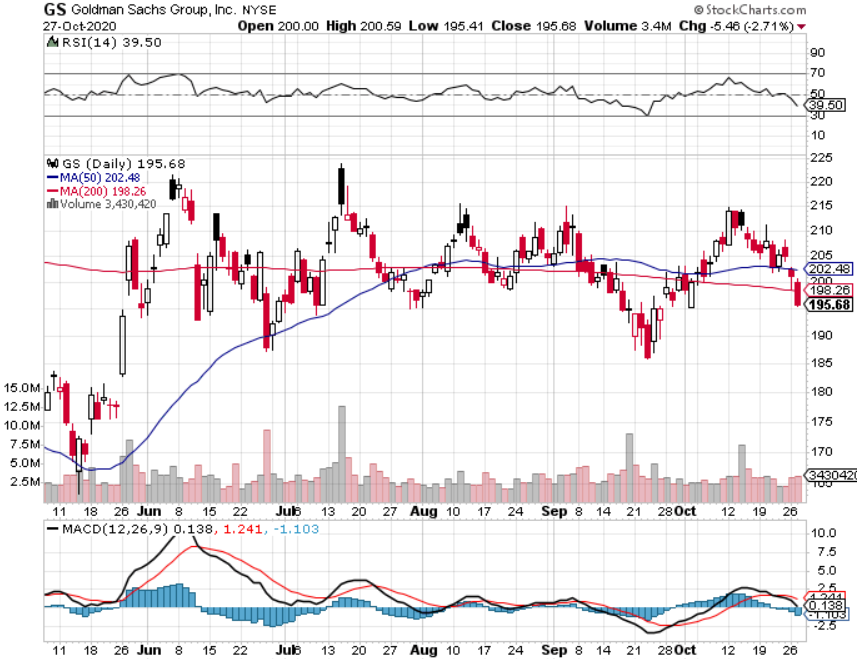 GS Goldman Sachs Group, Inc. NYSE © StockCharts.com
27-Oct-2020 Open 200.00 High 200.59 Low 195.41 Close 195.68 Volume 3.4M Chg -5.46 (-2.71%)
RSI(14) 39.50
90
70
50
39.50
30
10
GS (Daily) 195.68
MA(50) 202.48
MA(200) 198.26
Volume 3,430,420
225
220
215
210
205
202.48
200
198.26
195.68
190
185
180
175
170
15.0M
12.5M
10.0M
7.5M
5.0M
2.5M
3430420
11 18 26 Jun 8 15 22 Jul 6 13 20 27 Aug 10 17 24 Sep 8 14 21 28 Oct 12 19 26
MACD(12,26,9) 0.138, 1.241, -1.103
10.0
7.5
5.0
2.5
1.241
0.138
-1.103
-2.5
11 18 26 Jun 8 15 22 Jul 6 13 20 27 Aug 10 17 24 Sep 8 14 21 28 Oct 12 19 26